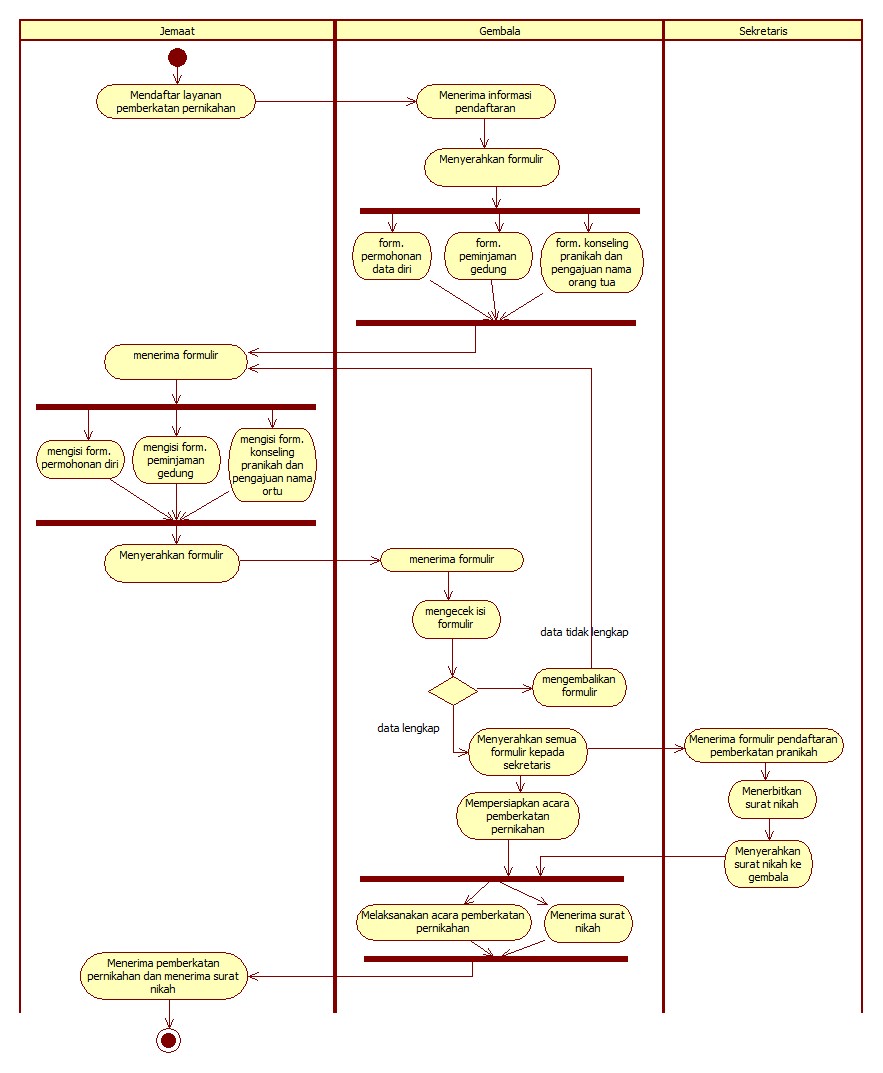 Jemaat
Gembala
Sekretaris
Mendaftar layanan
pemberkatan pernikahan
Menerima informasi
pendaftaran
Menyerahkan formulir
form.
permohonan
data diri
form.
peminjaman
gedung
form. konseling
pranikah dan
pengajuan nama
orang tua
menerima formulir
mengisi form.
permohonan diri
mengisi form.
peminjaman
gedung
mengisi form.
konseling
pranikah dan
pengajuan nama
ortu
Menyerahkan formulir
menerima formulir
mengecek isi
formulir
data tidak lengkap
mengembalikan
formulir
data lengkap
Menyerahkan semua
formulir kepada
sekretaris
Menerima formulir pendaftaran
pemberkatan pranikah
Mempersiapkan acara
pemberkatan
pernikahan
Menerbitkan
surat nikah
Menyerahkan
surat nikah ke
gembala
Melaksanakan acara pemberkatan
pernikahan
Menerima surat
nikah
Menerima pemberkatan
pernikahan dan menerima surat
nikah